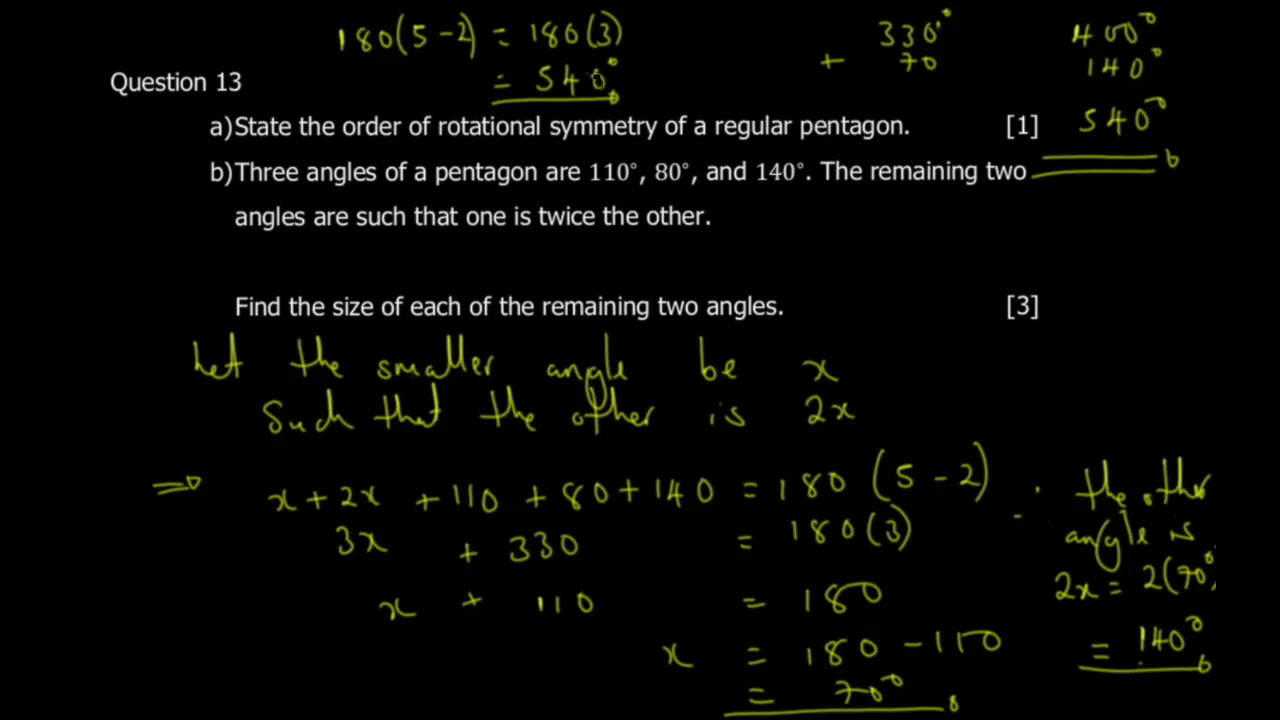 180(5-2) = 180(3)
= 540°
330°
+ 70
400°
140°
540°
Question 13
a)State the order of rotational symmetry of a regular pentagon. [1]
b)Three angles of a pentagon are 110°, 80°, and 140°. The remaining two
angles are such that one is twice the other.
Find the size of each of the remaining two angles. [3]
Let the smaller angle be x
Such that the other is 2x
⇒ x + 2x + 110 + 80 + 140 = 180 (5 - 2)
3x + 330 = 180(3)
x + 110 = 180
x = 180 - 110
= 70°
the other
angle is
2x = 2(70°
= 140°